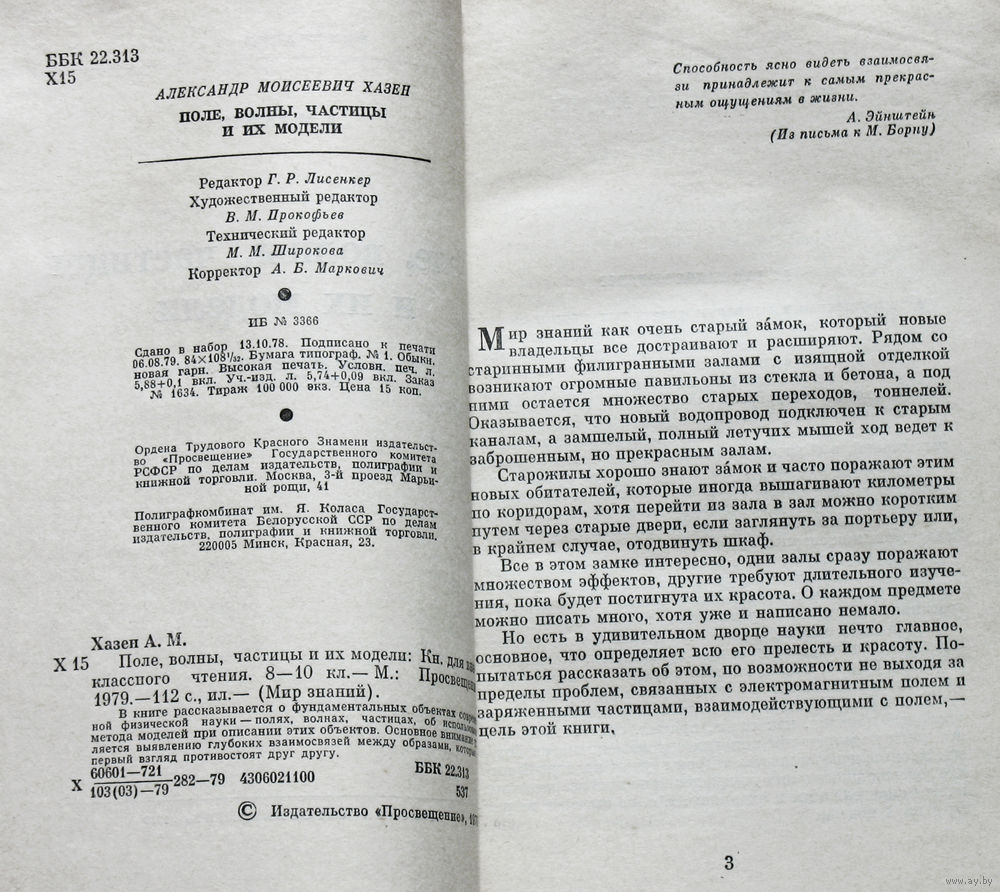 ББК 22.313
Х15
АЛЕКСАНДР МОИСЕЕВИЧ ХАЗЕН
ПОЛЕ, ВОЛНЫ, ЧАСТИЦЫ
И ИХ МОДЕЛИ
Редактор Г. Р. Лисенкер
Художественный редактор
В. М. Прокофьев
Технический редактор
М. М. Широкова
Корректор А. Б. Маркович
ИБ № 3366
Сдано в набор 13.10.78. Подписано к печати
06.08.79. 84×108¹/₃₂. Бумага типограф. № 1. Обыкн.
новая гарн. Высокая печать. Условн. печ. л.
5,88+0,1 вкл. Уч.-изд. л. 5,74+0,09 вкл. Заказ
№ 1634. Тираж 100 000 экз. Цена 15 коп.
Ордена Трудового Красного Знамени издательст-
во «Просвещение» Государственного комитета
РСФСР по делам издательств, полиграфии и
книжной торговли. Москва, 3-й проезд Марьи-
ной рощи, 41
Полиграфкомбинат им. Я. Коласа Государст-
венного комитета Белорусской ССР по делам
издательств, полиграфии и книжной торговли.
220005 Минск, Красная, 23.
Хазен А. М.
Х 15 Поле, волны, частицы и их модели: Кн. для
классного чтения. 8—10 кл.— М.: Просвещени
1979.—112 с., ил.— (Мир знаний).
В книге рассказывается о фундаментальных объектах соврем
ной физической науки — полях, волнах, частицах, об использова
метода моделей при описании этих объектов. Основное внимание
ляется выявлению глубоких взаимосвязей между образами, которые
первый взгляд противостоят друг другу.
Х 60601—721
103(03)—79 282—79 4306021100 ББК 22.313
537
© Издательство «Просвещение», 197
Способность ясно видеть взаимосвя-
зи принадлежит к самым прекрас-
ным ощущениям в жизни.
А. Эйнштейн
(Из письма к М. Борну)
Мир знаний как очень старый за́мок, который новые
владельцы все достраивают и расширяют. Рядом со
старинными филигранными залами с изящной отделкой
возникают огромные павильоны из стекла и бетона, а под
ними остается множество старых переходов, тоннелей.
Оказывается, что новый водопровод подключен к старым
каналам, а замшелый, полный летучих мышей ход ведет к
заброшенным, но прекрасным залам.
Старожилы хорошо знают за́мок и часто поражают этим
новых обитателей, которые иногда вышагивают километры
по коридорам, хотя перейти из зала в зал можно коротким
путем через старые двери, если заглянуть за портьеру или,
в крайнем случае, отодвинуть шкаф.
Все в этом замке интересно, одни залы сразу поражают
множеством эффектов, другие требуют длительного изуче-
ния, пока будет постигнута их красота. О каждом предмете
можно писать много, хотя уже и написано немало.
Но есть в удивительном дворце науки нечто главное,
основное, что определяет всю его прелесть и красоту. По-
пытаться рассказать об этом, по возможности не выходя за
пределы проблем, связанных с электромагнитным полем и
заряженными частицами, взаимодействующими с полем,—
цель этой книги.
3
www.ay.by